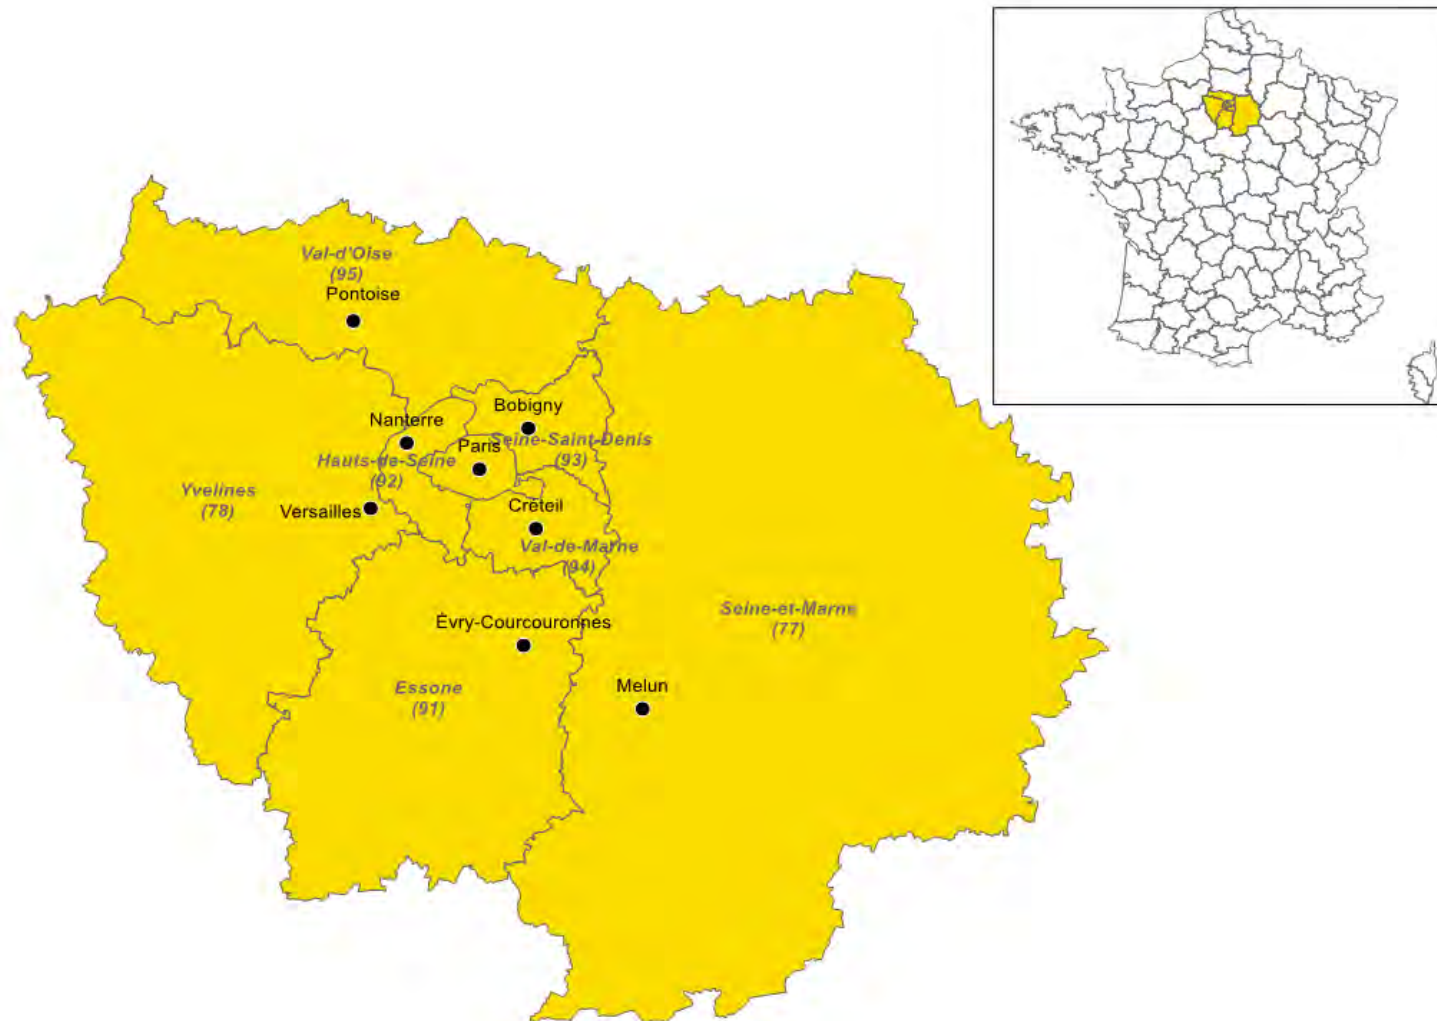 Val-d'Oise
(95)
Pontoise
Nanterre
Bobigny
Paris
Seine-Saint-Denis
(93)
Hauts-de-Seine
(92)
Yvelines
(78)
Versailles
Créteil
Val-de-Marne
(94)
Seine-et-Marne
(77)
Évry-Courcouronnes
Essone
(91)
Melun